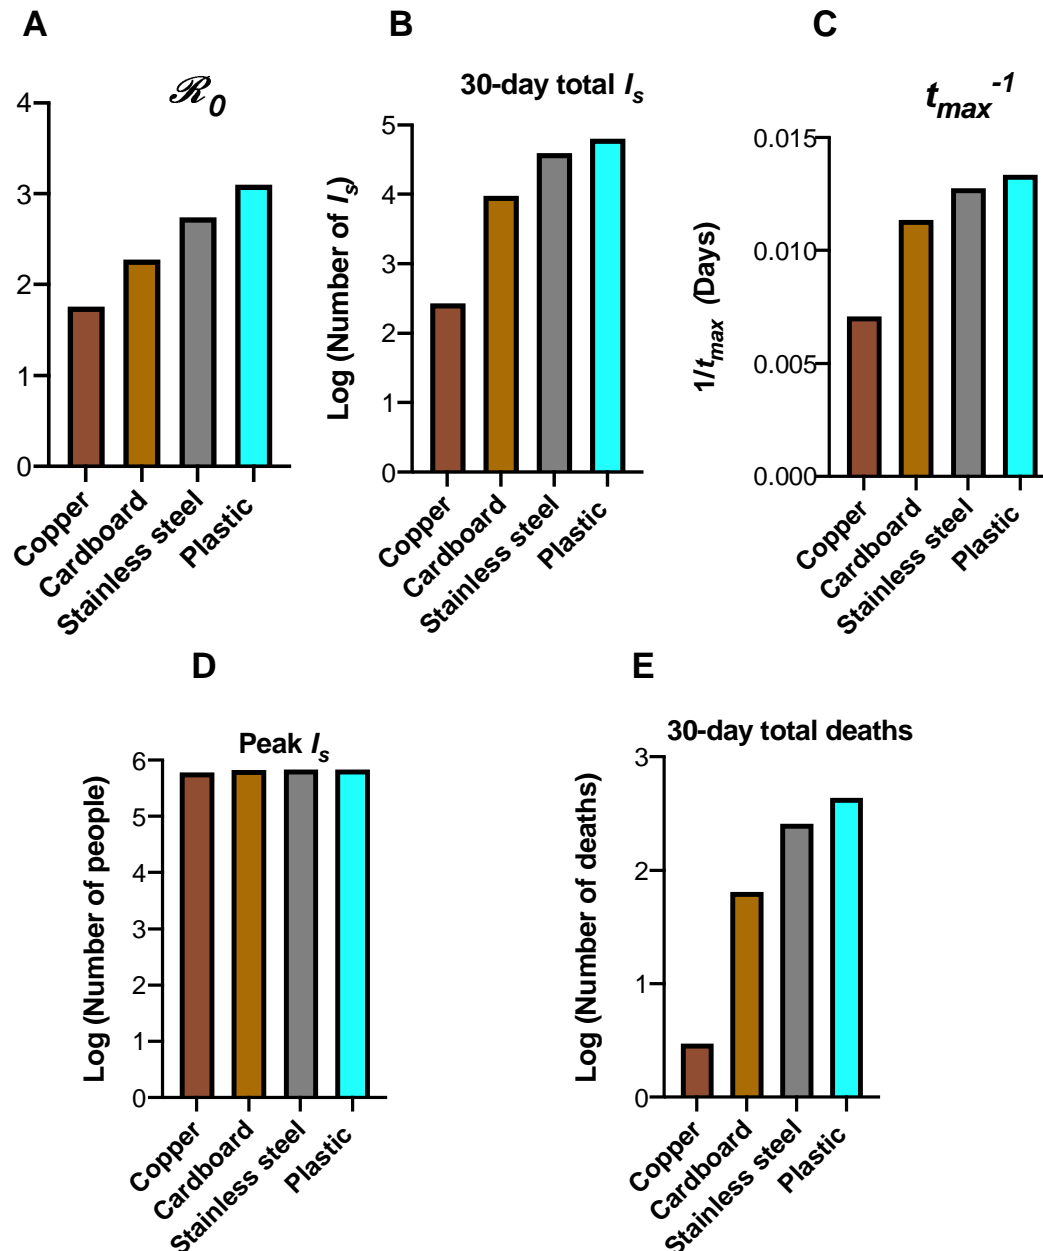 A
ℛ0
4
3
2
1
0
Copper
Cardboard
Stainless steel
Plastic
B
30-day total Is
Log (Number of Is)
5
4
3
2
1
0
Copper
Cardboard
Stainless steel
Plastic
C
tmax-1
1/tmax (Days)
0.015
0.010
0.005
0.000
Copper
Cardboard
Stainless steel
Plastic
D
Peak Is
Log (Number of people)
6
5
4
3
2
1
0
Copper
Cardboard
Stainless steel
Plastic
E
30-day total deaths
Log (Number of deaths)
3
2
1
0
Copper
Cardboard
Stainless steel
Plastic